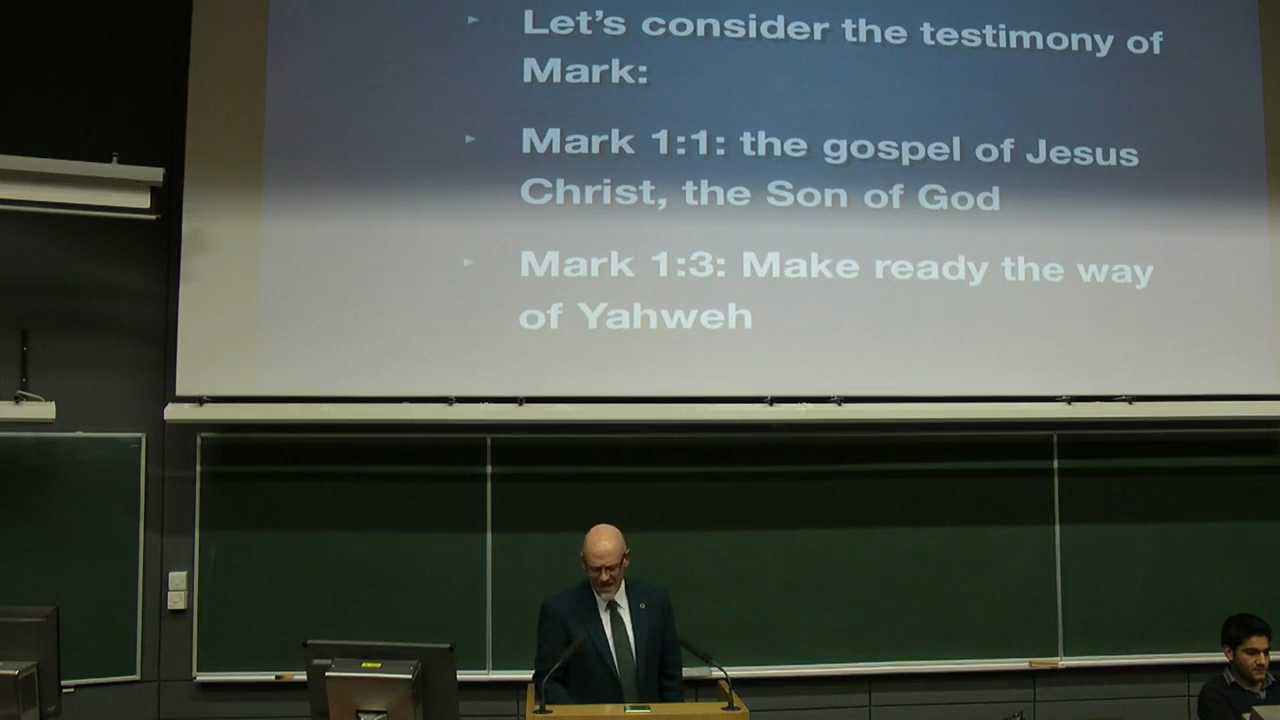 Let's consider the testimony of
Mark:
Mark 1:1: the gospel of Jesus
Christ, the Son of God
Mark 1:3: Make ready the way
of Yahweh